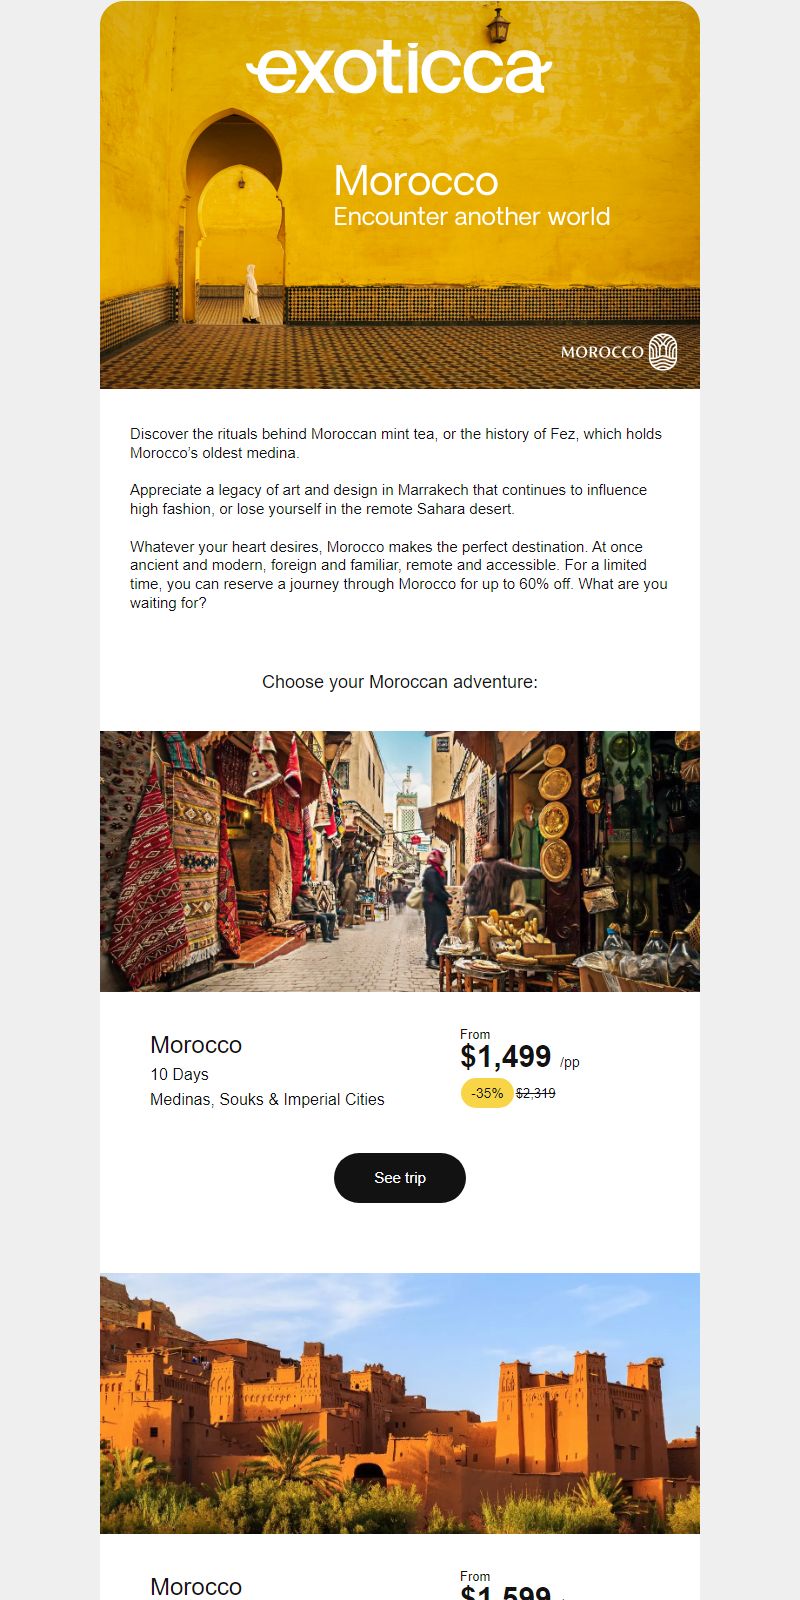 exoticca
Morocco
Encounter another world
MOROCCO
Discover the rituals behind Moroccan mint tea, or the history of Fez, which holds
Morocco’s oldest medina.
Appreciate a legacy of art and design in Marrakech that continues to influence
high fashion, or lose yourself in the remote Sahara desert.
Whatever your heart desires, Morocco makes the perfect destination. At once
ancient and modern, foreign and familiar, remote and accessible. For a limited
time, you can reserve a journey through Morocco for up to 60% off. What are you
waiting for?
Choose your Moroccan adventure:
Morocco
10 Days
Medinas, Souks & Imperial Cities
From
$1,499 /pp
-35% $2,319
See trip
Morocco
From
$1,599